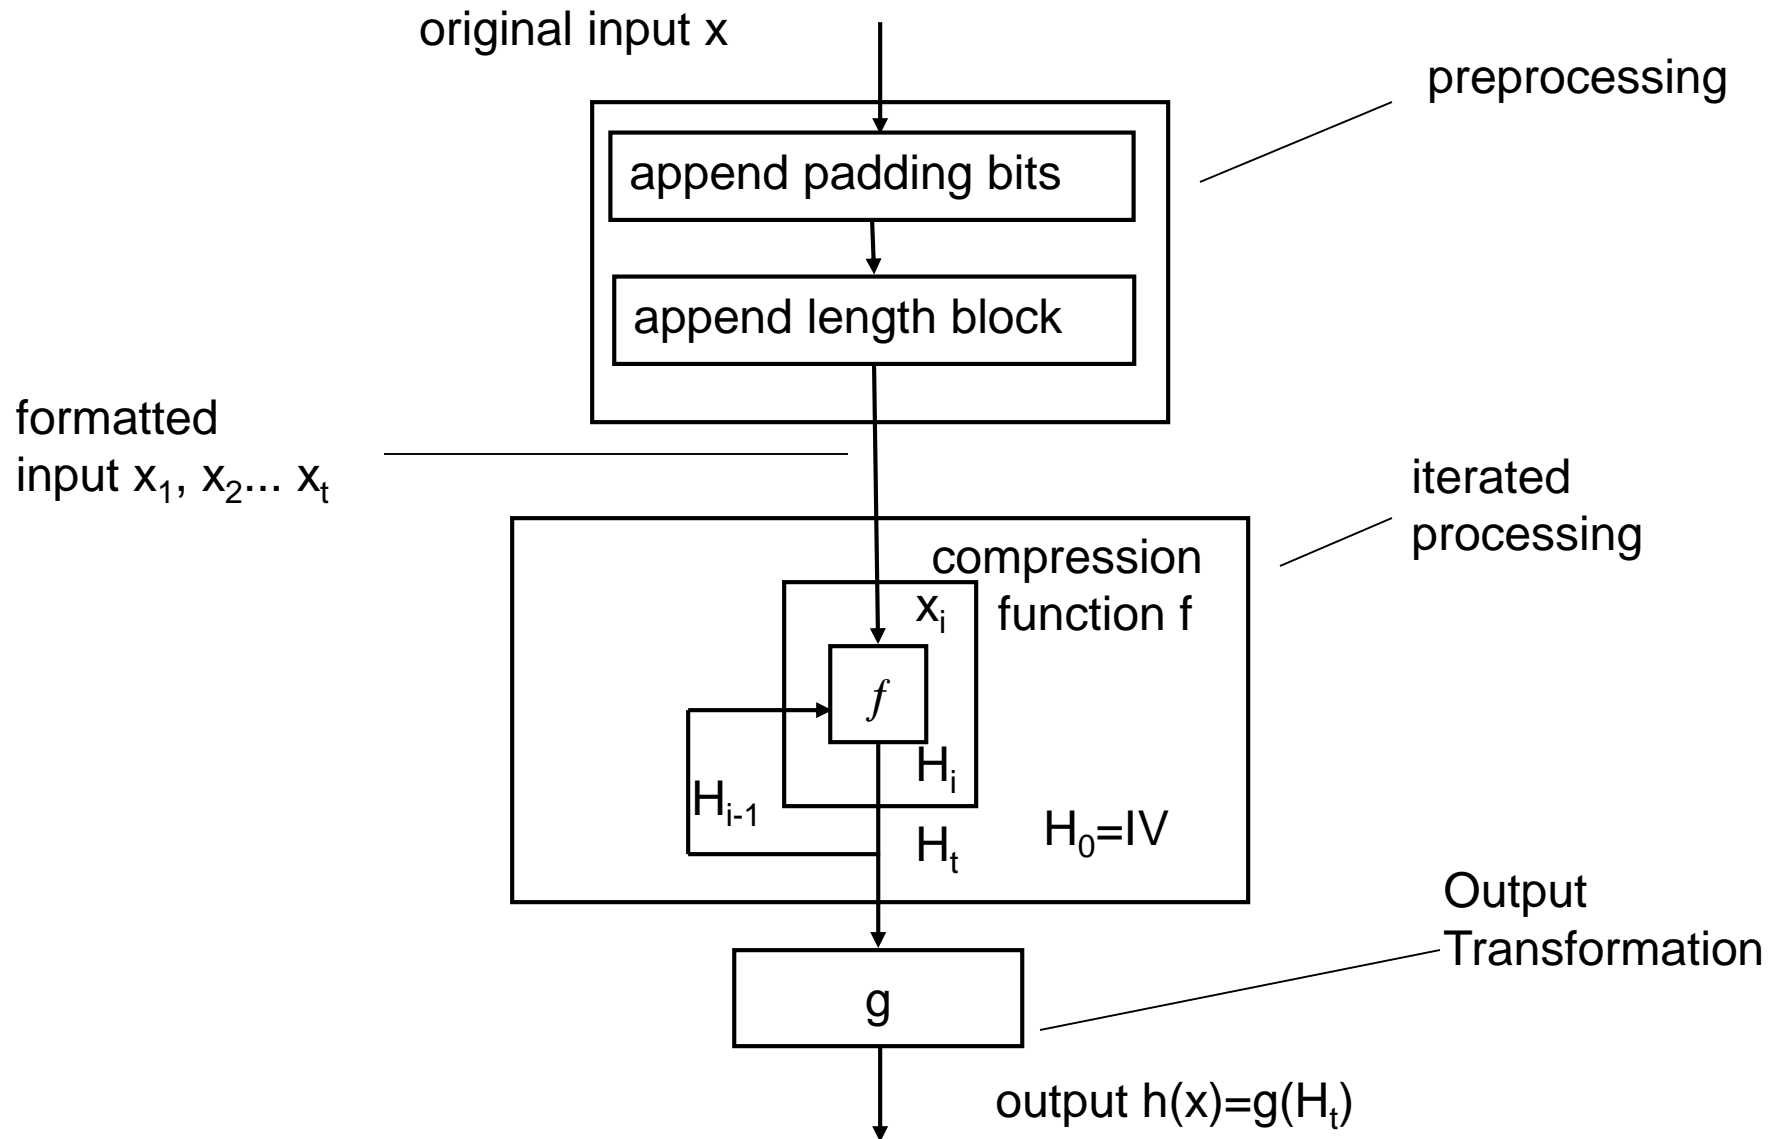 original input x
preprocessing
append padding bits
append length block
formatted
input x₁, x₂... xₜ
iterated
processing
compression
function f
xᵢ
f
Hᵢ
Hᵢ₋₁
Hₜ
H₀=IV
Output
Transformation
g
output h(x)=g(Hₜ)